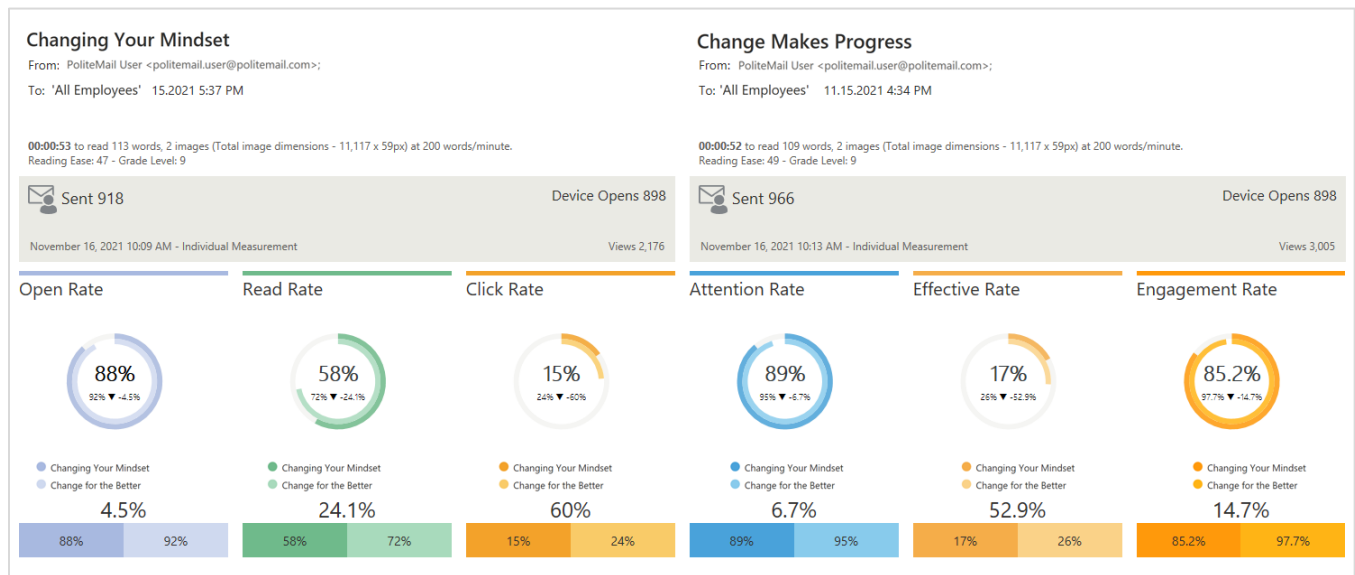 Changing Your Mindset
From: PoliteMail User <politemail.user@politemail.com>;
To: 'All Employees' 15.2021 5:37 PM
00:00:53 to read 113 words, 2 images (Total image dimensions - 11,117 x 59px) at 200 words/minute.
Reading Ease: 47 - Grade Level: 9
Sent 918
Device Opens 898
November 16, 2021 10:09 AM - Individual Measurement
Views 2,176
Change Makes Progress
From: PoliteMail User <politemail.user@politemail.com>;
To: 'All Employees' 11.15.2021 4:34 PM
00:00:52 to read 109 words, 2 images (Total image dimensions - 11,117 x 59px) at 200 words/minute.
Reading Ease: 49 - Grade Level: 9
Sent 966
Device Opens 898
November 16, 2021 10:13 AM - Individual Measurement
Views 3,005
Open Rate
88%
92% ▼ -4.5%
Changing Your Mindset
Change for the Better
4.5%
88% 92%
Read Rate
58%
72% ▼ -24.1%
Changing Your Mindset
Change for the Better
24.1%
58% 72%
Click Rate
15%
24% ▼ -60%
Changing Your Mindset
Change for the Better
60%
15% 24%
Attention Rate
89%
95% ▼ -6.7%
Changing Your Mindset
Change for the Better
6.7%
89% 95%
Effective Rate
17%
26% ▼ -52.9%
Changing Your Mindset
Change for the Better
52.9%
17% 26%
Engagement Rate
85.2%
97.7% ▼ -14.7%
Changing Your Mindset
Change for the Better
14.7%
85.2% 97.7%